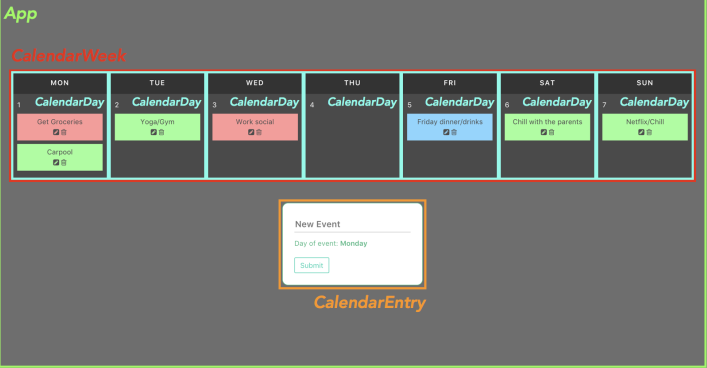 App
CalendarWeek
MON TUE WED THU FRI SAT SUN
1 CalendarDay 2 CalendarDay 3 CalendarDay 4 CalendarDay 5 CalendarDay 6 CalendarDay 7 CalendarDay
Get Groceries Yoga/Gym Work social Friday dinner/drinks Chill with the parents Netflix/Chill
Carpool
New Event
Day of event: Monday
Submit
CalendarEntry